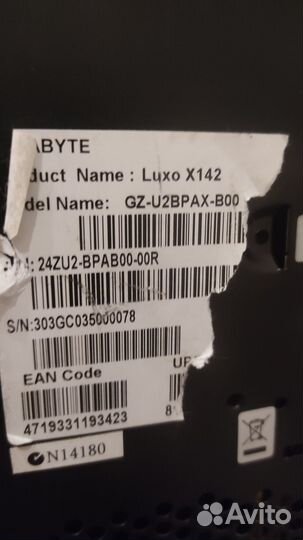 ABYTE
duct Name : Luxo X142
del Name: GZ-U2BPAX-B00
: 24ZU2-BPAB00-00R
S/N:303GC035000078
EAN Code
UP
4719331193423
8
N14180
Avito